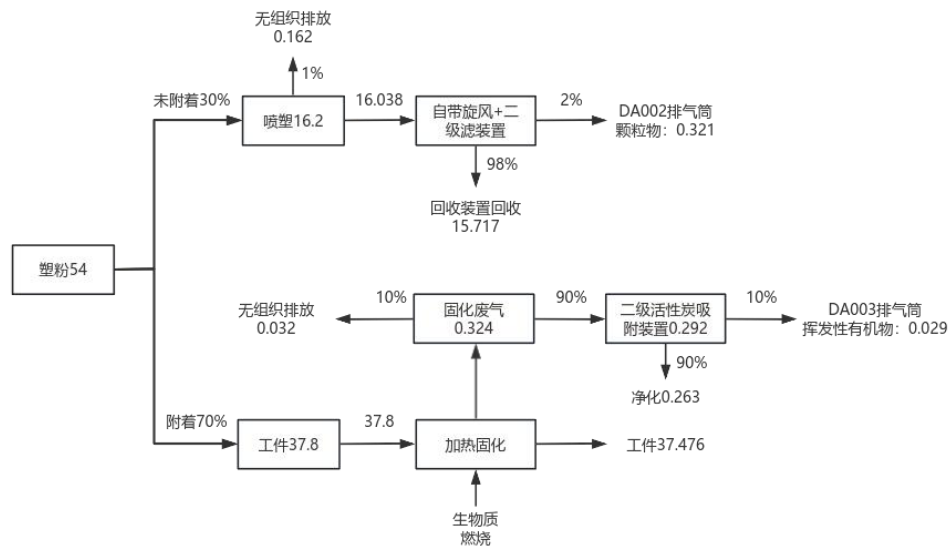 无组织排放
0.162
1%
未附着30%
喷塑16.2
16.038
自带旋风+二
级滤装置
2%
DA002排气筒
颗粒物：0.321
98%
回收装置回收
15.717
塑粉54
无组织排放
0.032
10%
固化废气
0.324
90%
二级活性炭吸
附装置0.292
10%
DA003排气筒
挥发性有机物：0.029
90%
净化0.263
附着70%
工件37.8
37.8
加热固化
工件37.476
生物质
燃烧